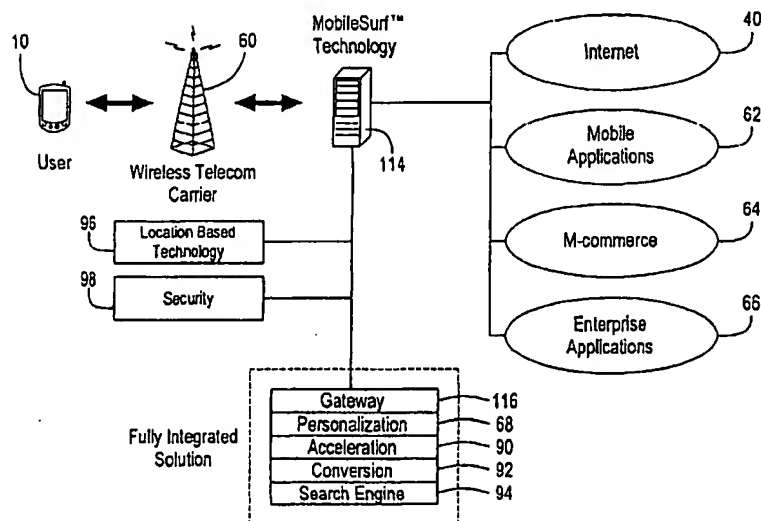 10
60
MobileSurf™
Technology
Internet
40
User
Wireless Telecom
Carrier
114
Mobile
Applications
62
96
Location Based
Technology
M-commerce
64
98
Security
Enterprise
Applications
66
Fully Integrated
Solution
Gateway
116
Personalization
68
Acceleration
90
Conversion
92
Search Engine
94